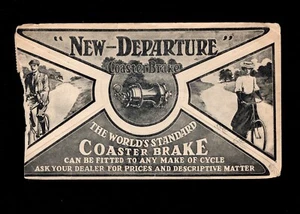 "NEW-DEPARTURE"
Coaster Brake
THE WORLD'S STANDARD
COASTER BRAKE
CAN BE FITTED TO ANY MAKE OF CYCLE
ASK YOUR DEALER FOR PRICES AND DESCRIPTIVE MATTER